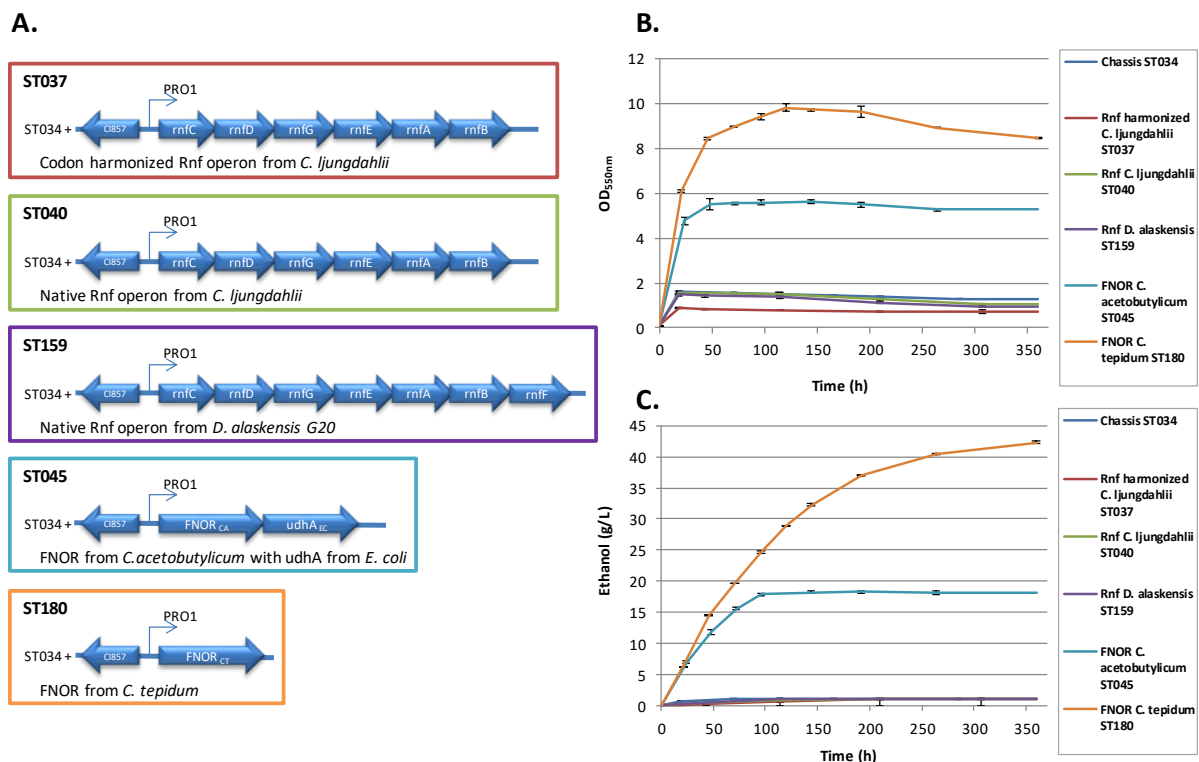 A.
ST037
PRO1
ST034 +
CI857
rnfC
rnfD
rnfG
rnfE
rnfA
rnfB
Codon harmonized Rnf operon from C. ljungdahlii
ST040
PRO1
ST034 +
CI857
rnfC
rnfD
rnfG
rnfE
rnfA
rnfB
Native Rnf operon from C. ljungdahlii
ST159
PRO1
ST034 +
CI857
rnfC
rnfD
rnfG
rnfE
rnfA
rnfB
rnfF
Native Rnf operon from D. alaskensis G20
ST045
PRO1
ST034 +
CI857
FNOR CA
udhA EC
FNOR from C.acetobutylicum with udhA from E. coli
ST180
PRO1
ST034 +
CI857
FNOR CT
FNOR from C. tepidum
B.
12
10
8
6
4
2
0
OD550nm
0 50 100 150 200 250 300 350
Time (h)
Chassis ST034
Rnf harmonized
C. ljungdahlii
ST037
Rnf C. ljungdahlii
ST040
Rnf D. alaskensis
ST159
FNOR C.
acetobutylicum
ST045
FNOR C.
tepidum ST180
C.
45
40
35
30
25
20
15
10
5
0
Ethanol (g/L)
0 50 100 150 200 250 300 350
Time (h)
Chassis ST034
Rnf harmonized
C. ljungdahlii
ST037
Rnf C. ljungdahlii
ST040
Rnf D. alaskensis
ST159
FNOR C.
acetobutylicum
ST045
FNOR C. tepidum
ST180